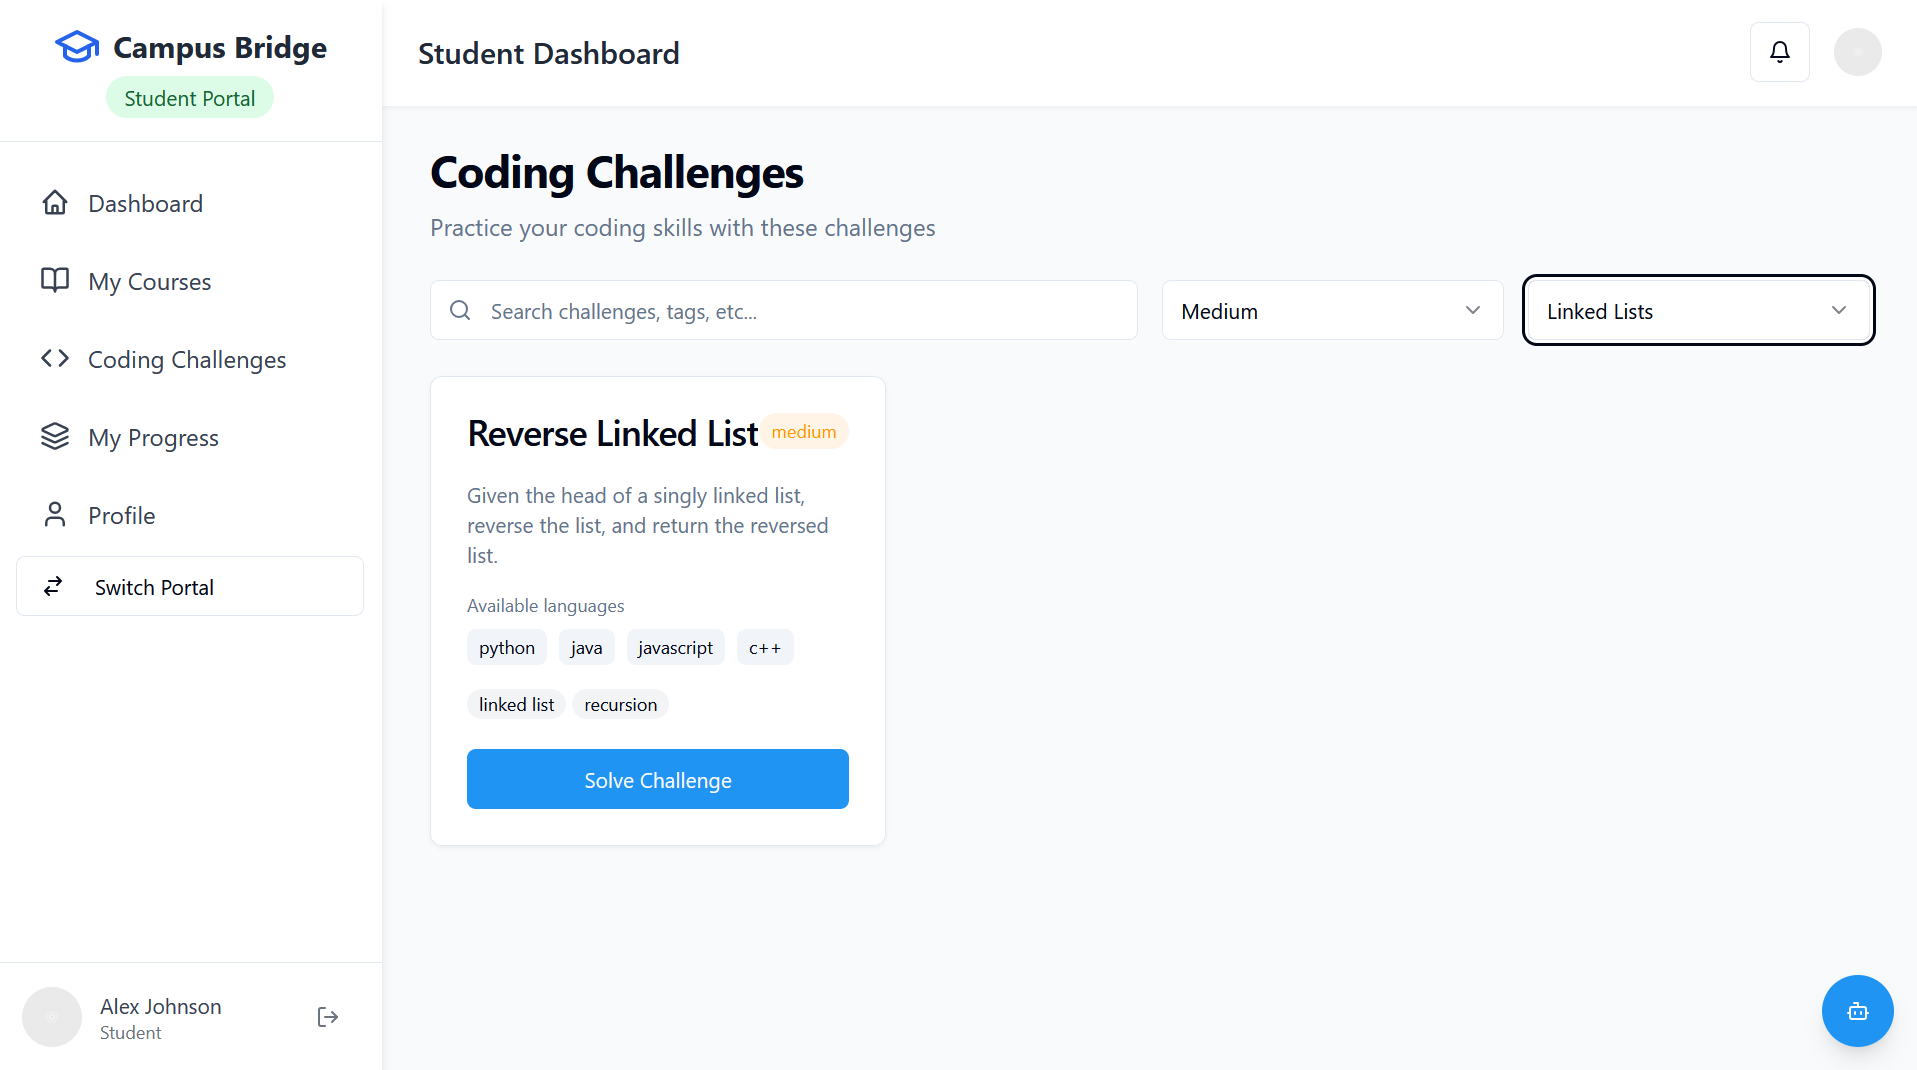 Campus Bridge
Student Portal
Dashboard
My Courses
Coding Challenges
My Progress
Profile
Switch Portal
Alex Johnson
Student
Student Dashboard
Coding Challenges
Practice your coding skills with these challenges
Search challenges, tags, etc...
Medium
Linked Lists
Reverse Linked List
medium
Given the head of a singly linked list,
reverse the list, and return the reversed
list.
Available languages
python java javascript c++
linked list recursion
Solve Challenge